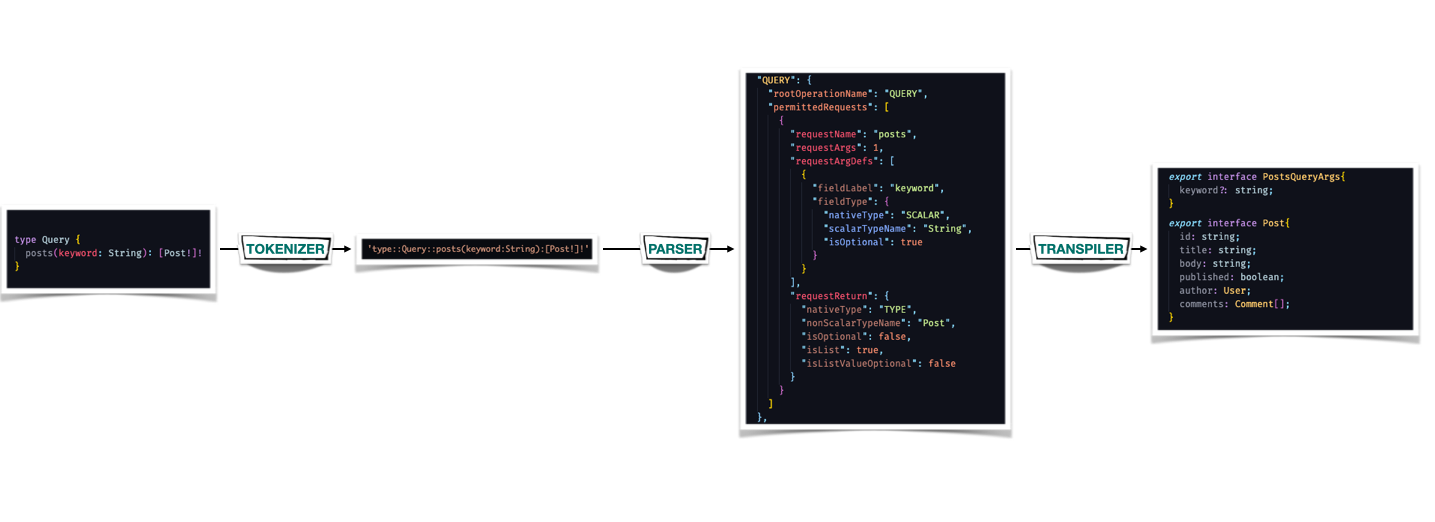 type Query {
posts(keyword: String): [Post!]!
}
TOKENIZER
'type::Query::posts(keyword:String):[Post!]!'
PARSER
"QUERY": {
"rootOperationName": "QUERY",
"permittedRequests": [
{
"requestName": "posts",
"requestArgs": 1,
"requestArgDefs": [
{
"fieldLabel": "keyword",
"fieldType": {
"nativeType": "SCALAR",
"scalarTypeName": "String",
"isOptional": true
}
}
],
"requestReturn": {
"nativeType": "TYPE",
"nonScalarTypeName": "Post",
"isOptional": false,
"isList": true,
"isListValueOptional": false
}
}
]
},
TRANSPILER
export interface PostsQueryArgs{
keyword?: string;
}
export interface Post{
id: string;
title: string;
body: string;
published: boolean;
author: User;
comments: Comment[];
}